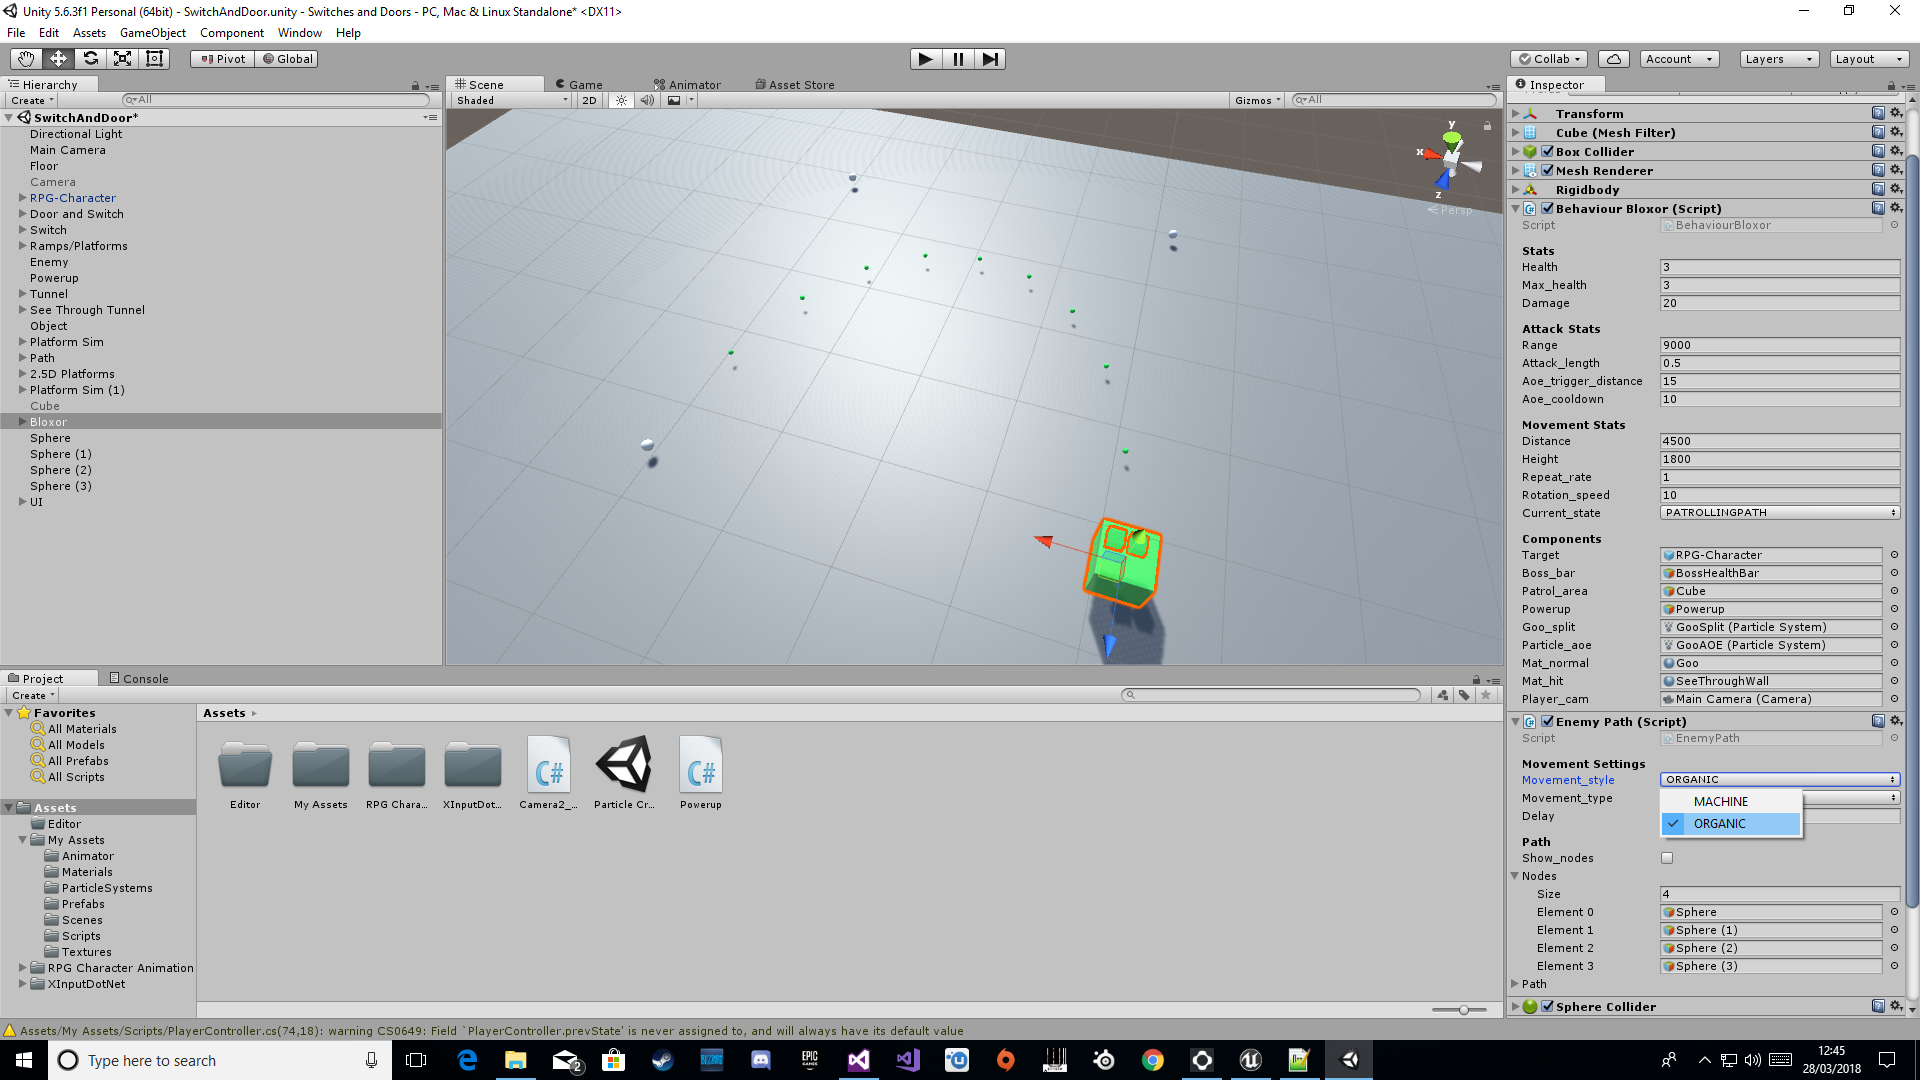 Unity 5.6.3f1 Personal (64bit) - SwitchAndDoor.unity - Switches and Doors - PC, Mac & Linux Standalone* <DX11>
File Edit Assets GameObject Component Window Help
Pivot Global Collab Account Layers Layout
Hierarchy
Create All
SwitchAndDoor*
Directional Light
Main Camera
Floor
Camera
RPG-Character
Door and Switch
Switch
Ramps/Platforms
Enemy
Powerup
Tunnel
See Through Tunnel
Object
Platform Sim
Path
2.5D Platforms
Platform Sim (1)
Cube
Bloxor
Sphere
Sphere (1)
Sphere (2)
Sphere (3)
UI
Scene Game Animator Asset Store
Shaded 2D Gizmos All
y
x
z
Persp
Inspector
Transform
Cube (Mesh Filter)
Box Collider
Mesh Renderer
Rigidbody
Behaviour Bloxor (Script)
Script BehaviourBloxor
Stats
Health 3
Max_health 3
Damage 20
Attack Stats
Range 9000
Attack_length 0.5
Aoe_trigger_distance 15
Aoe_cooldown 10
Movement Stats
Distance 4500
Height 1800
Repeat_rate 1
Rotation_speed 10
Current_state PATROLLINGPATH
Components
Target RPG-Character
Boss_bar BossHealthBar
Patrol_area Cube
Powerup Powerup
Goo_split GooSplit (Particle System)
Particle_aoe GooAOE (Particle System)
Mat_normal Goo
Mat_hit SeeThroughWall
Player_cam Main Camera (Camera)
Enemy Path (Script)
Script EnemyPath
Movement Settings
Movement_style ORGANIC
Movement_type MACHINE
Delay ORGANIC
Path
Show_nodes
Nodes
Size 4
Element 0 Sphere
Element 1 Sphere (1)
Element 2 Sphere (2)
Element 3 Sphere (3)
Path
Sphere Collider
Project Console
Create
Favorites
All Materials
All Models
All Prefabs
All Scripts
Assets
Editor
My Assets
Animator
Materials
ParticleSystems
Prefabs
Scenes
Scripts
Textures
RPG Character Animation
XInputDotNet
Assets
Editor My Assets RPG Chara... XInputDot... Camera2_... Particle Cr... Powerup
Assets/My Assets/Scripts/PlayerController.cs(74,18): warning CS0649: Field `PlayerController.prevState' is never assigned to, and will always have its default value
Type here to search
2
EPIC
GAMES
12:45
28/03/2018